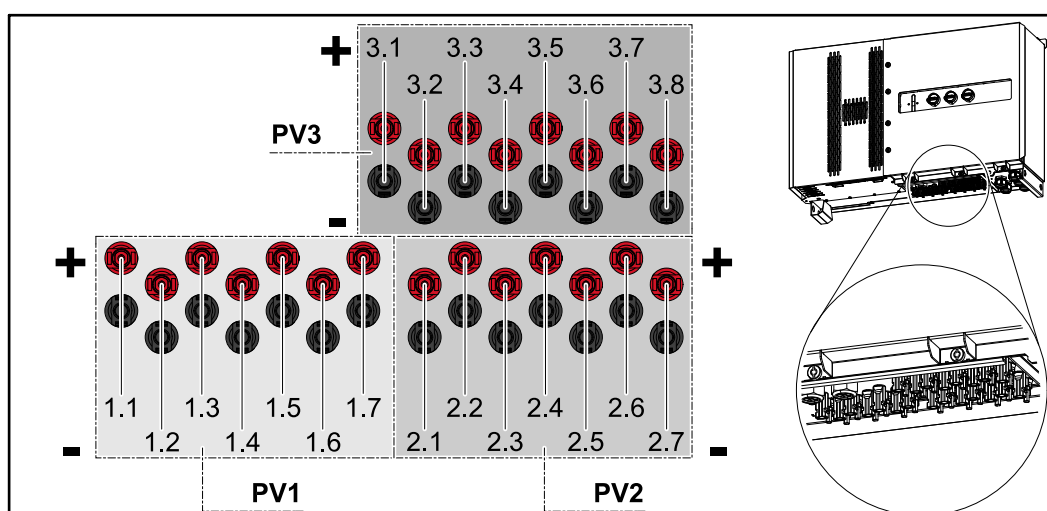 + 3.1 3.3 3.5 3.7
3.2 3.4 3.6 3.8
PV3
-
+ +
1.1 1.3 1.5 1.7 2.2 2.4 2.6
- 1.2 1.4 1.6 2.1 2.3 2.5 2.7 -
PV1 PV2